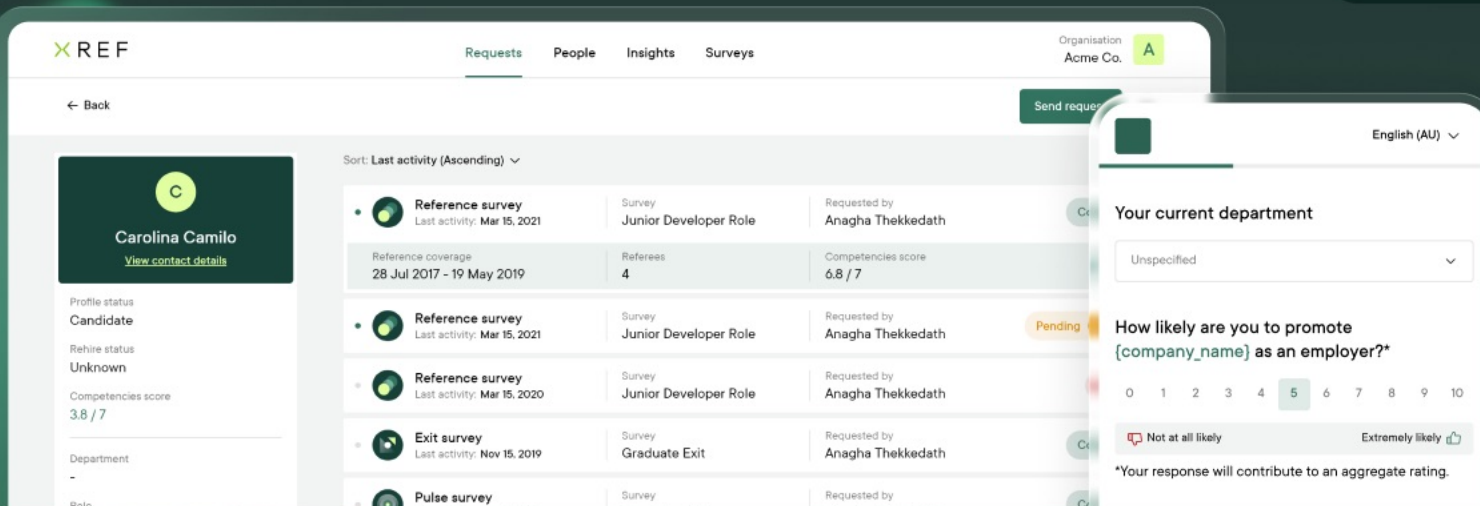 XREF
Requests People Insights Surveys
Organisation
Acme Co.
A
← Back
Send
C
Carolina Camilo
View contact details
Profile status
Candidate
Rehire status
Unknown
Competencies score
3.8 / 7
Department
-
Role
Sort: Last activity (Ascending)
Reference survey
Last activity: Mar 15, 2021
Survey
Junior Developer Role
Requested by
Anagha Thekkedath
Reference coverage
28 Jul 2017 - 19 May 2019
Referees
4
Competencies score
6.8 / 7
Reference survey
Last activity: Mar 15, 2021
Survey
Junior Developer Role
Requested by
Anagha Thekkedath
Pending
Reference survey
Last activity: Mar 15, 2020
Survey
Junior Developer Role
Requested by
Anagha Thekkedath
Exit survey
Last activity: Nov 15, 2019
Survey
Graduate Exit
Requested by
Anagha Thekkedath
Pulse survey
Survey
Requested by
English (AU)
Your current department
Unspecified
How likely are you to promote
{company_name} as an employer?*
0 1 2 3 4 5 6 7 8 9 10
Not at all likely Extremely likely
*Your response will contribute to an aggregate rating.